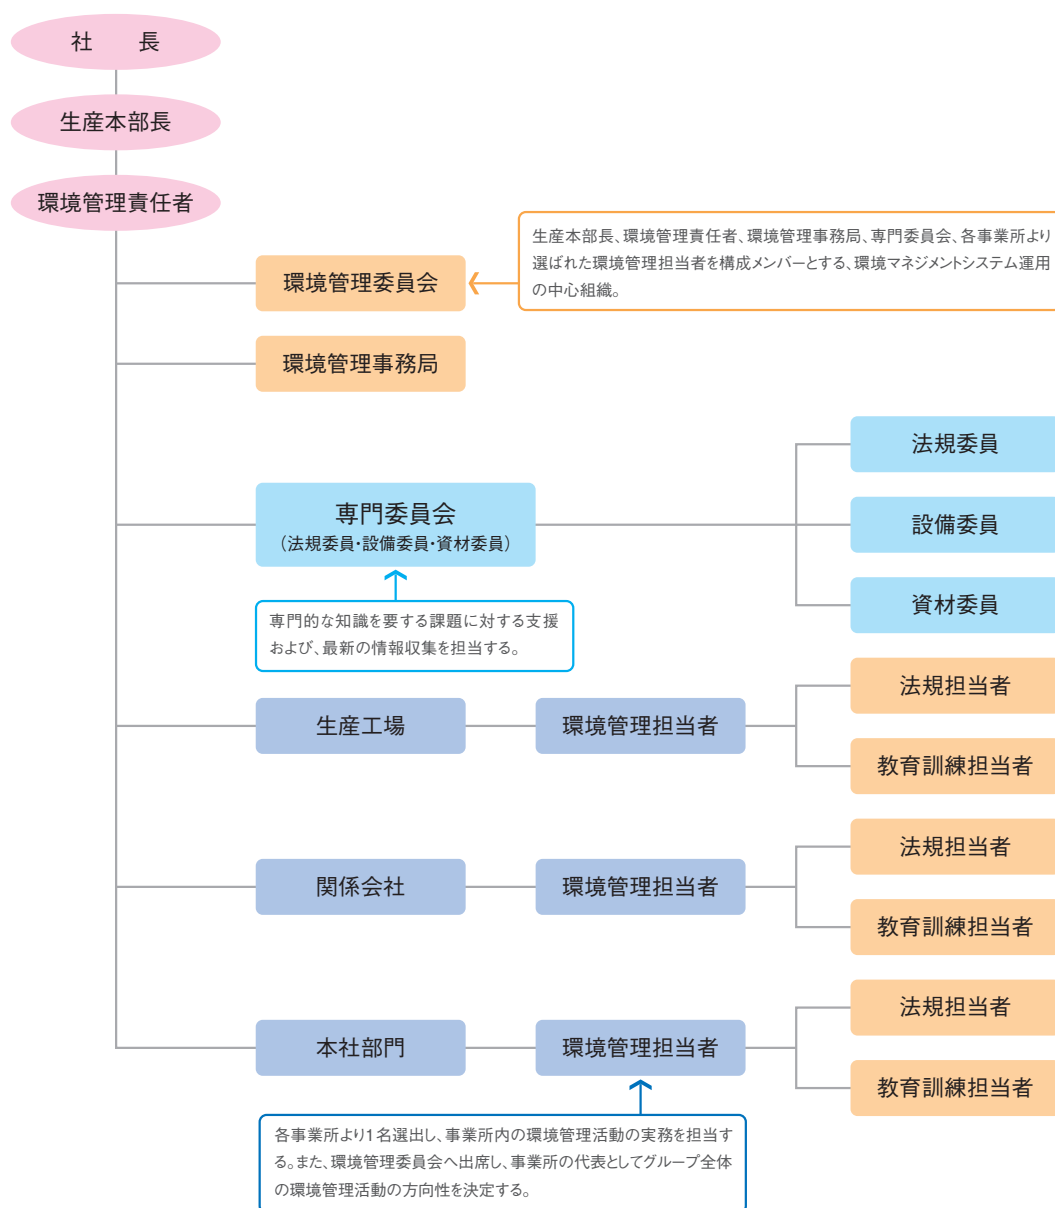 社　長
生産本部長
環境管理責任者
生産本部長、環境管理責任者、環境管理事務局、専門委員会、各事業所より
選ばれた環境管理担当者を構成メンバーとする、環境マネジメントシステム運用
の中心組織。
環境管理委員会
環境管理事務局
専門委員会
（法規委員・設備委員・資材委員）
法規委員
設備委員
資材委員
専門的な知識を要する課題に対する支援
および、最新の情報収集を担当する。
生産工場
環境管理担当者
法規担当者
教育訓練担当者
関係会社
環境管理担当者
法規担当者
教育訓練担当者
本社部門
環境管理担当者
法規担当者
教育訓練担当者
各事業所より1名選出し、事業所内の環境管理活動の実務を担当す
る。また、環境管理委員会へ出席し、事業所の代表としてグループ全体
の環境管理活動の方向性を決定する。